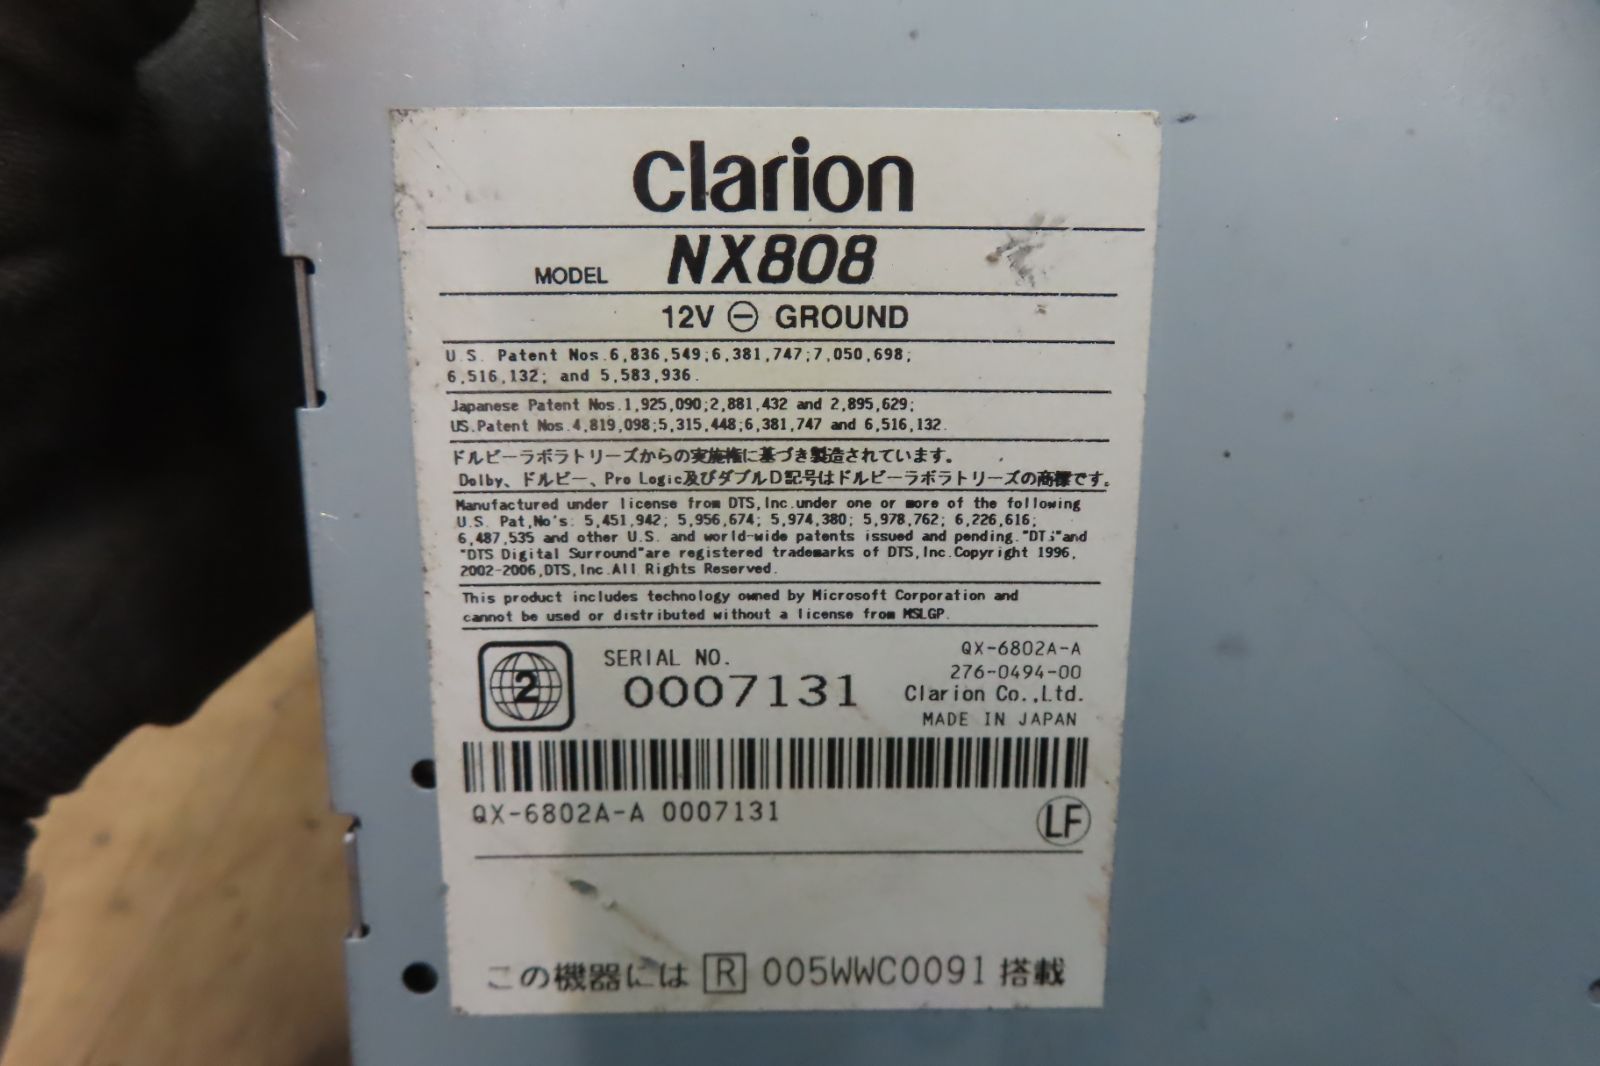 clarion
MODEL NX808
12V ⊖ GROUND
U.S. Patent Nos.6,836,549;6,381,747;7,050,698;
6,516,132; and 5,583,936.
Japanese Patent Nos.1,925,090;2,881,432 and 2,895,629;
US.Patent Nos.4,819,098;5,315,448;6,381,747 and 6,516,132.
ドルビーラボラトリーズからの実施権に基づき製造されています。
Dolby、ドルビー、Pro Logic及びダブルD記号はドルビーラボラトリーズの商標です。
Manufactured under license from DTS,Inc.under one or more of the following
U.S. Pat,No's: 5,451,942; 5,956,674; 5,974,380; 5,978,762; 6,226,616;
6,487,535 and other U.S. and world-wide patents issued and pending."DTS"and
"DTS Digital Surround"are registered trademarks of DTS,Inc.Copyright 1996,
2002-2006,DTS,Inc.All Rights Reserved.
This product includes technology owned by Microsoft Corporation and
cannot be used or distributed without a license from MSLGP.
2
SERIAL NO.
0007131
QX-6802A-A
276-0494-00
Clarion Co.,Ltd.
MADE IN JAPAN
QX-6802A-A 0007131
LF
この機器には R 005WWC0091 搭載